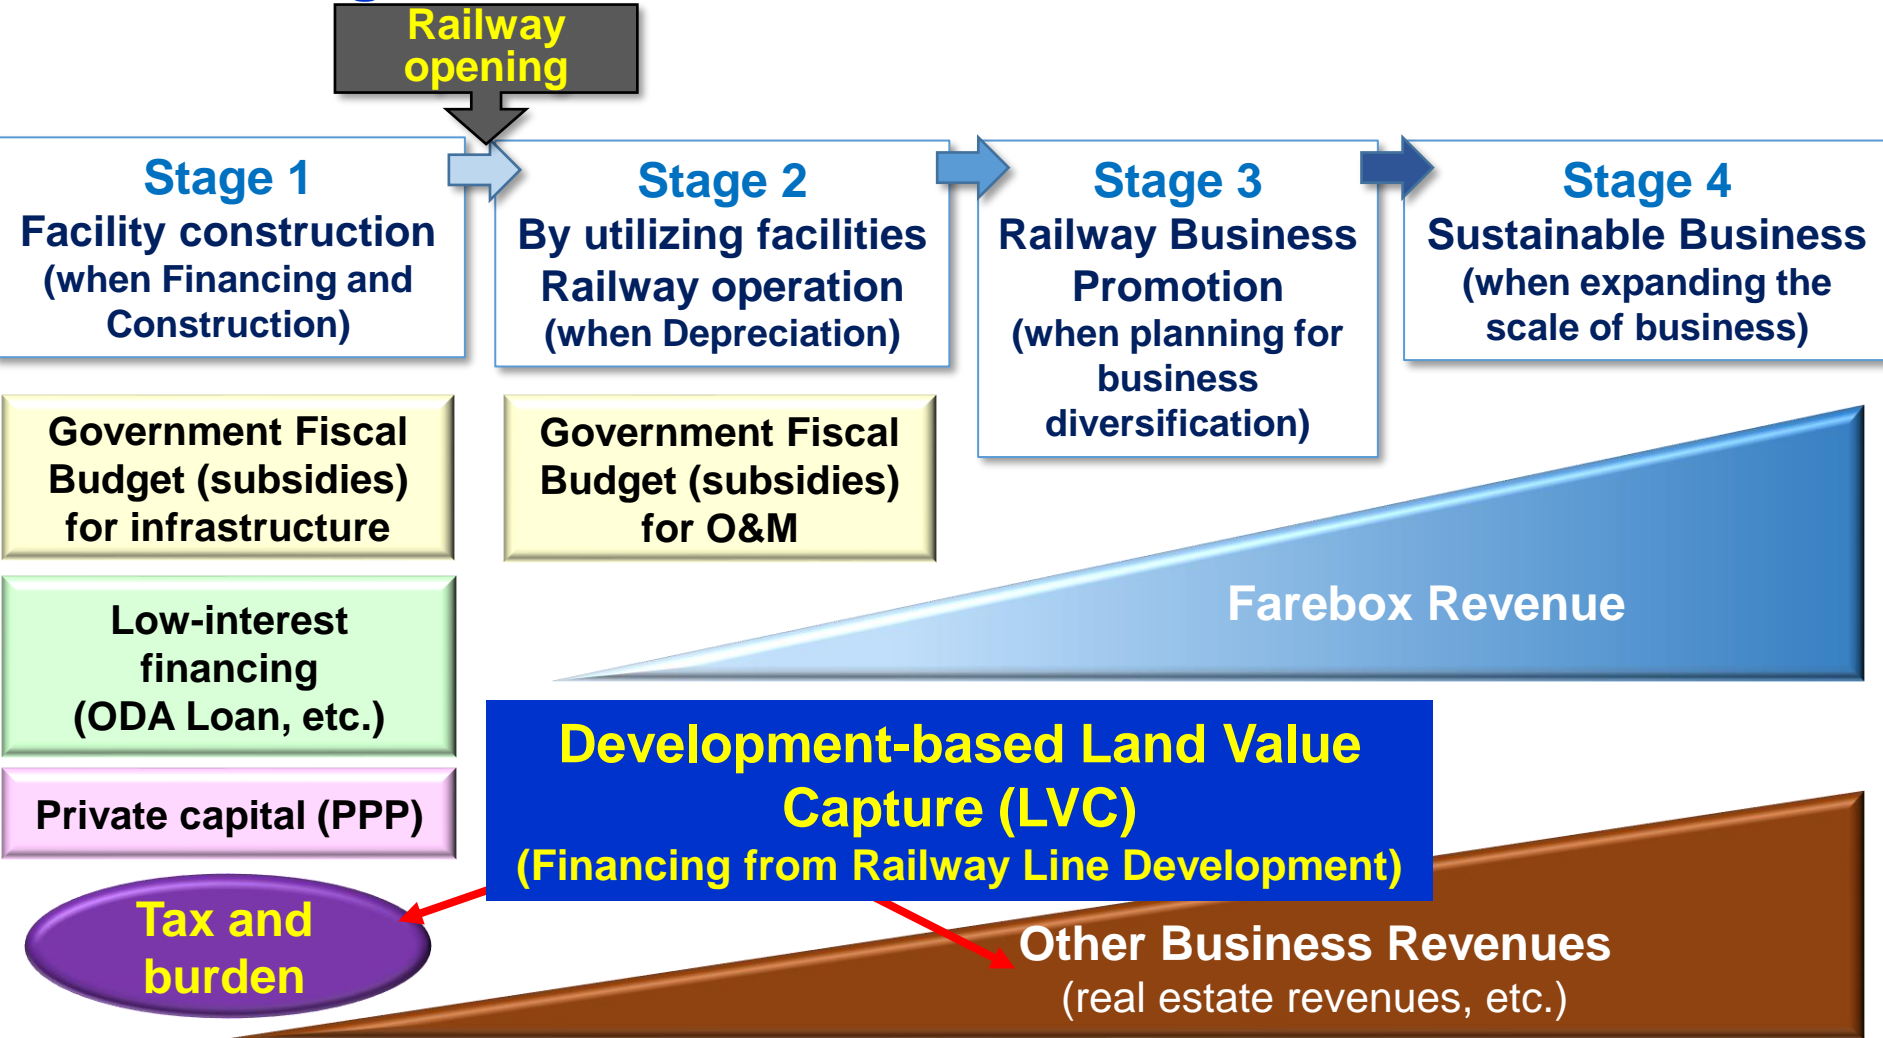 Railway
opening
Stage 1
Facility construction
(when Financing and
Construction)
Stage 2
By utilizing facilities
Railway operation
(when Depreciation)
Stage 3
Railway Business
Promotion
(when planning for
business
diversification)
Stage 4
Sustainable Business
(when expanding the
scale of business)
Government Fiscal
Budget (subsidies)
for infrastructure
Government Fiscal
Budget (subsidies)
for O&M
Low-interest
financing
(ODA Loan, etc.)
Farebox Revenue
Private capital (PPP)
Development-based Land Value
Capture (LVC)
(Financing from Railway Line Development)
Tax and
burden
Other Business Revenues
(real estate revenues, etc.)